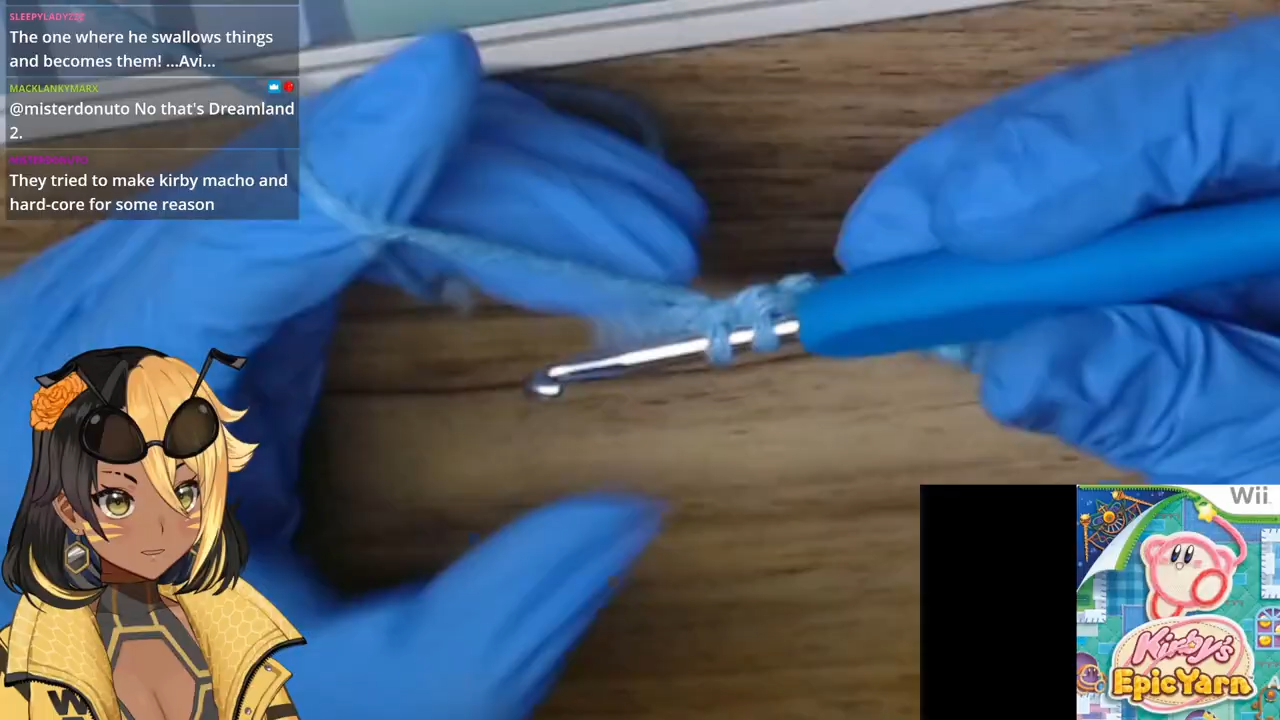 SLEEPYLADYZZZ
The one where he swallows things
and becomes them! ...Avi...
MACKLANKYMARX
@misterdonuto No that's Dreamland
2.
They tried to make kirby macho and
hard-core for some reason
Wii
Kirby's
Epic Yarn
W